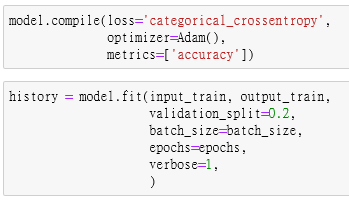 model.compile(loss='categorical_crossentropy',
              optimizer=Adam(),
              metrics=['accuracy'])
history = model.fit(input_train, output_train,
                    validation_split=0.2,
                    batch_size=batch_size,
                    epochs=epochs,
                    verbose=1,
                    )